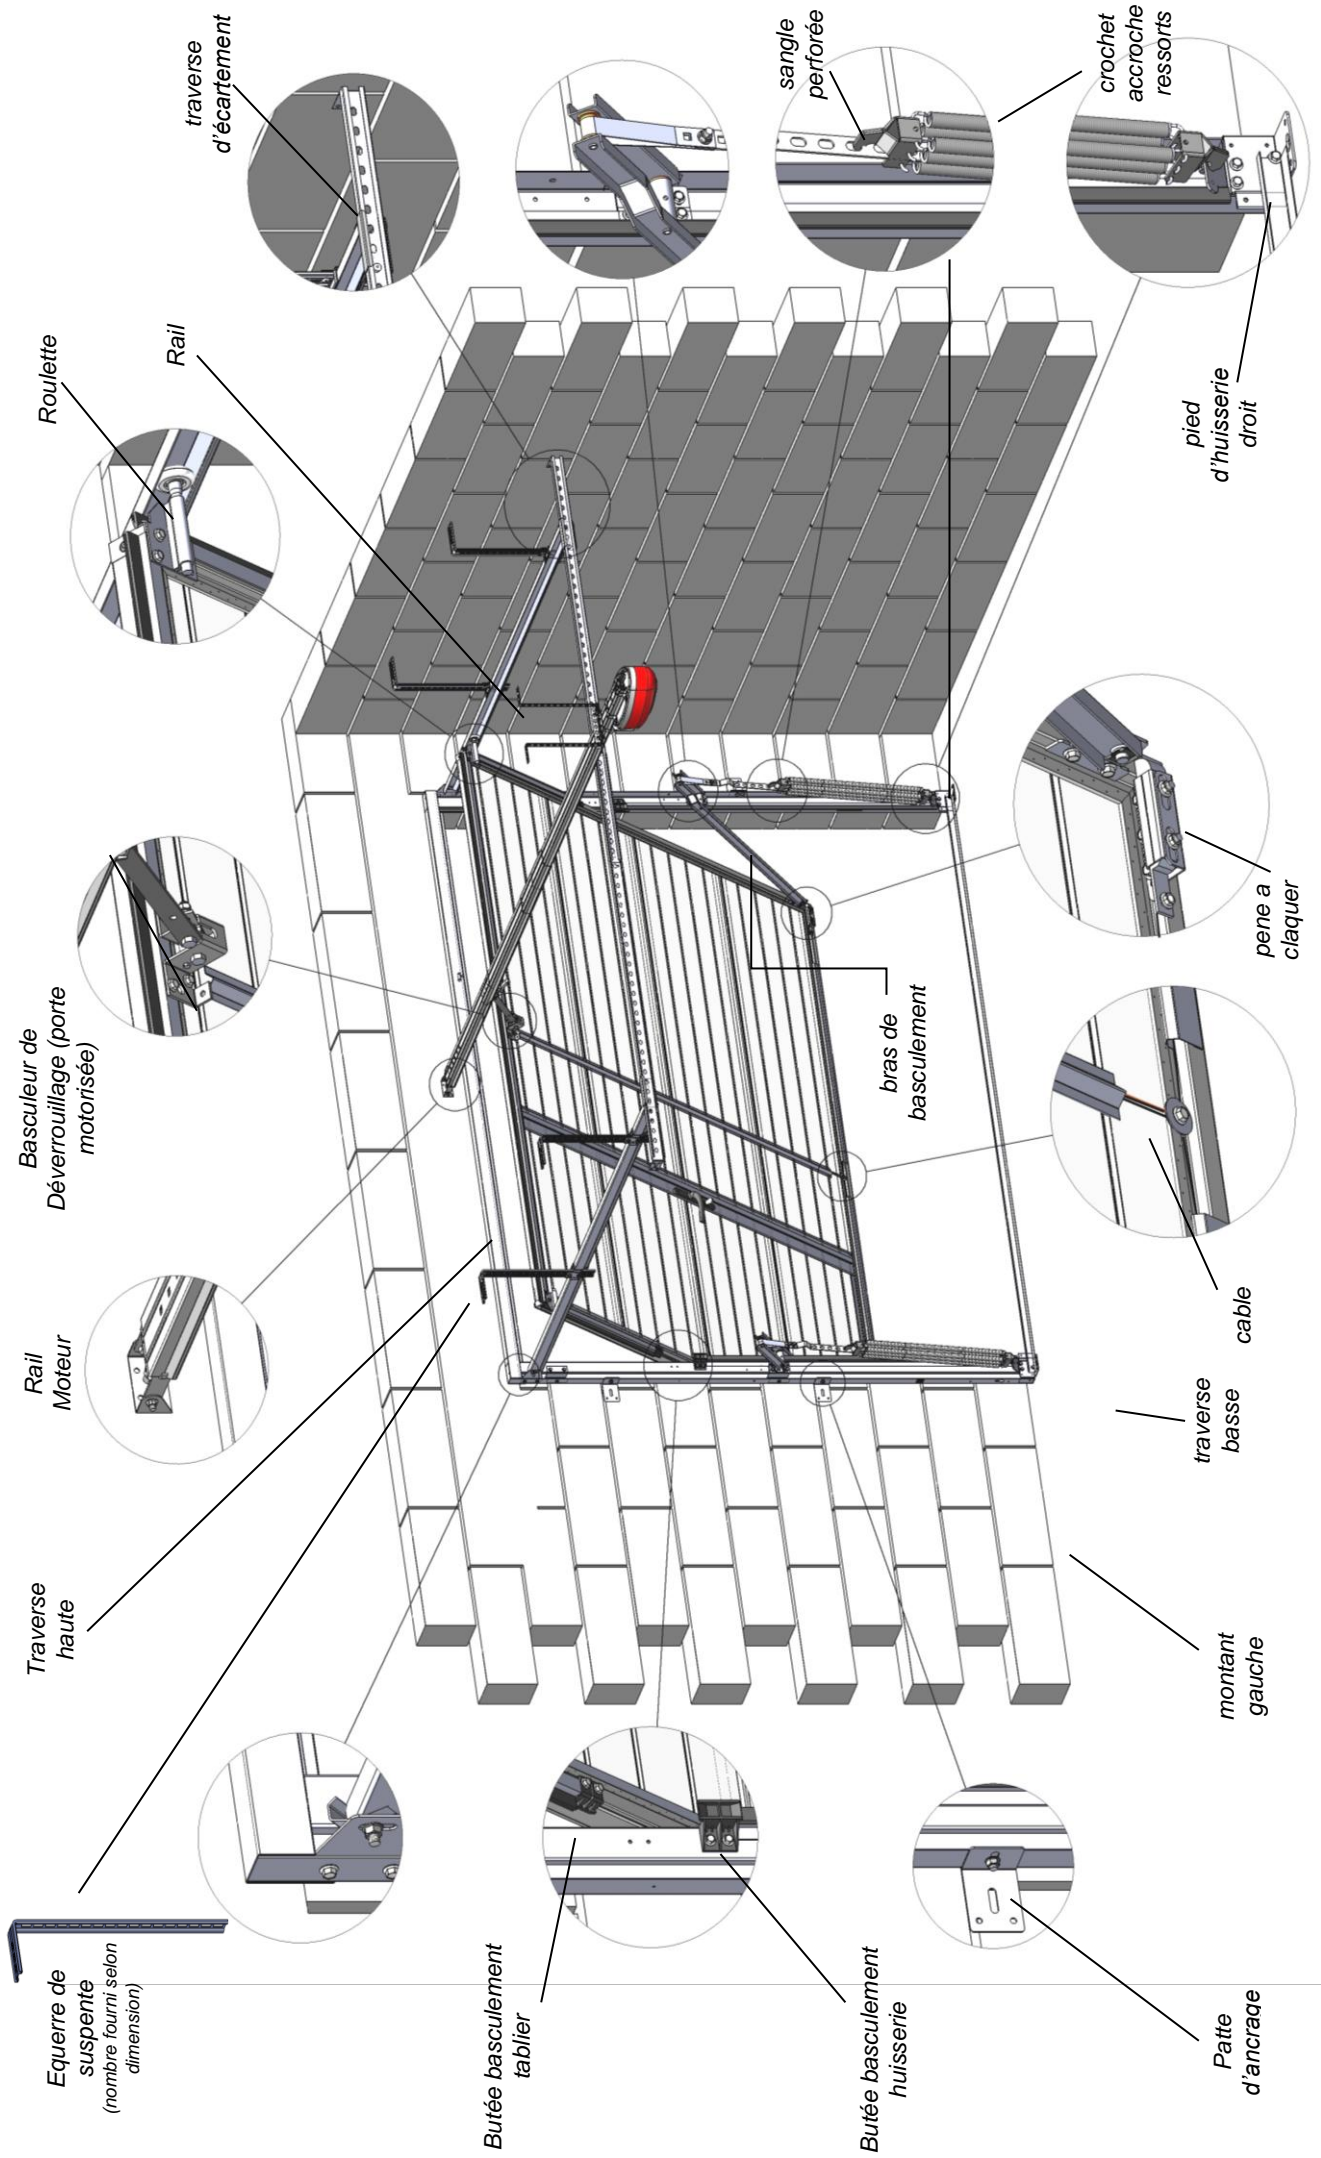 Equerre de
suspente
(nombre fourni selon
dimension)
Traverse
haute
Rail
Moteur
Basculeur de
Déverrouillage (porte
motorisée)
Roulette
Rail
traverse
d'écartement
sangle
perforée
crochet
accroche
ressorts
pied
d'huisserie
droit
pene a
claquer
bras de
basculement
cable
traverse
basse
montant
gauche
Butée basculement
tablier
Butée basculement
huisserie
Patte
d'ancrage